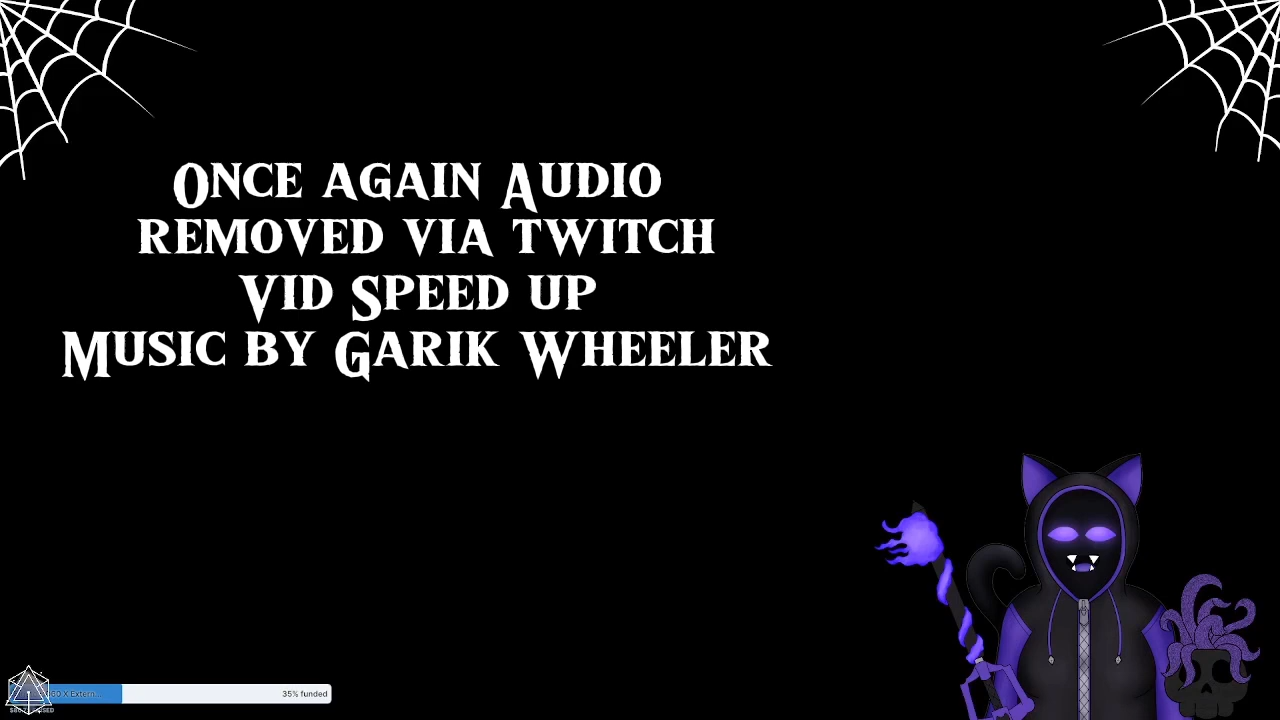 Once again Audio
removed via twitch
Vid Speed up
Music by Garik Wheeler
35% funded